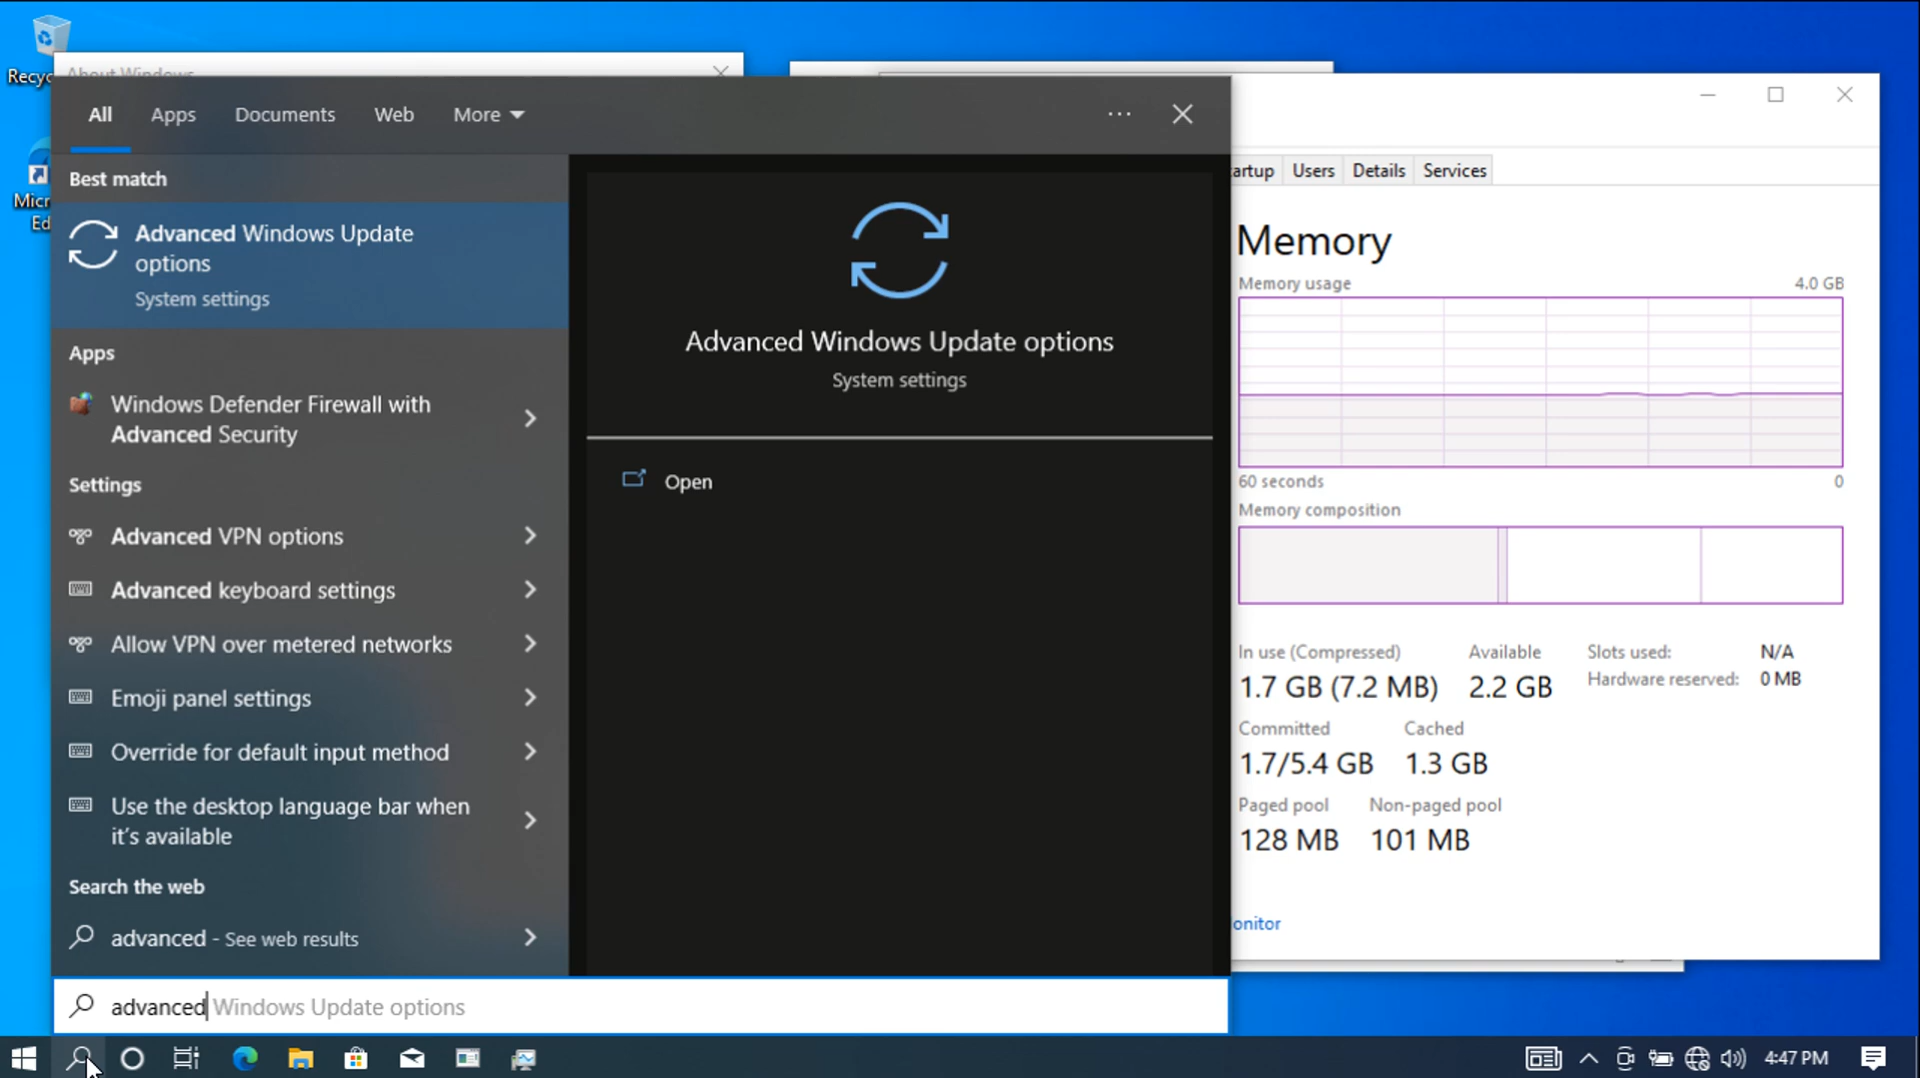 Recyc
Micr
Ed
About Windows
All
Apps
Documents
Web
More
Best match
Advanced Windows Update
options
System settings
Apps
Windows Defender Firewall with
Advanced Security
Settings
Advanced VPN options
Advanced keyboard settings
Allow VPN over metered networks
Emoji panel settings
Override for default input method
Use the desktop language bar when
it's available
Search the web
advanced - See web results
advanced Windows Update options
Advanced Windows Update options
System settings
Open
artup
Users
Details
Services
Memory
Memory usage
4.0 GB
60 seconds
0
Memory composition
In use (Compressed)
Available
Slots used:
N/A
1.7 GB (7.2 MB)
2.2 GB
Hardware reserved:
0 MB
Committed
Cached
1.7/5.4 GB
1.3 GB
Paged pool
Non-paged pool
128 MB
101 MB
onitor
4:47 PM